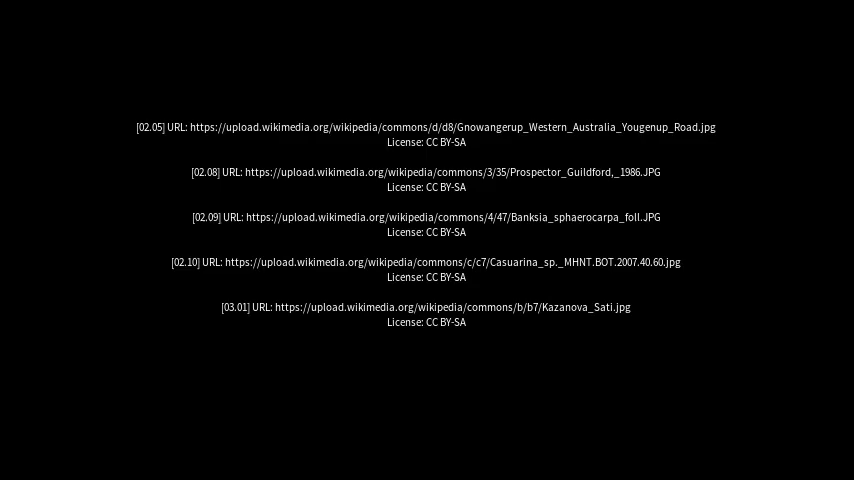 [02.05] URL: https://upload.wikimedia.org/wikipedia/commons/d/d8/Gnowangerup_Western_Australia_Yougenup_Road.jpg
License: CC BY-SA
[02.08] URL: https://upload.wikimedia.org/wikipedia/commons/3/35/Prospector_Guildford,_1986.JPG
License: CC BY-SA
[02.09] URL: https://upload.wikimedia.org/wikipedia/commons/4/47/Banksia_sphaerocarpa_foll.JPG
License: CC BY-SA
[02.10] URL: https://upload.wikimedia.org/wikipedia/commons/c/c7/Casuarina_sp._MHNT.BOT.2007.40.60.jpg
License: CC BY-SA
[03.01] URL: https://upload.wikimedia.org/wikipedia/commons/b/b7/Kazanova_Sati.jpg
License: CC BY-SA